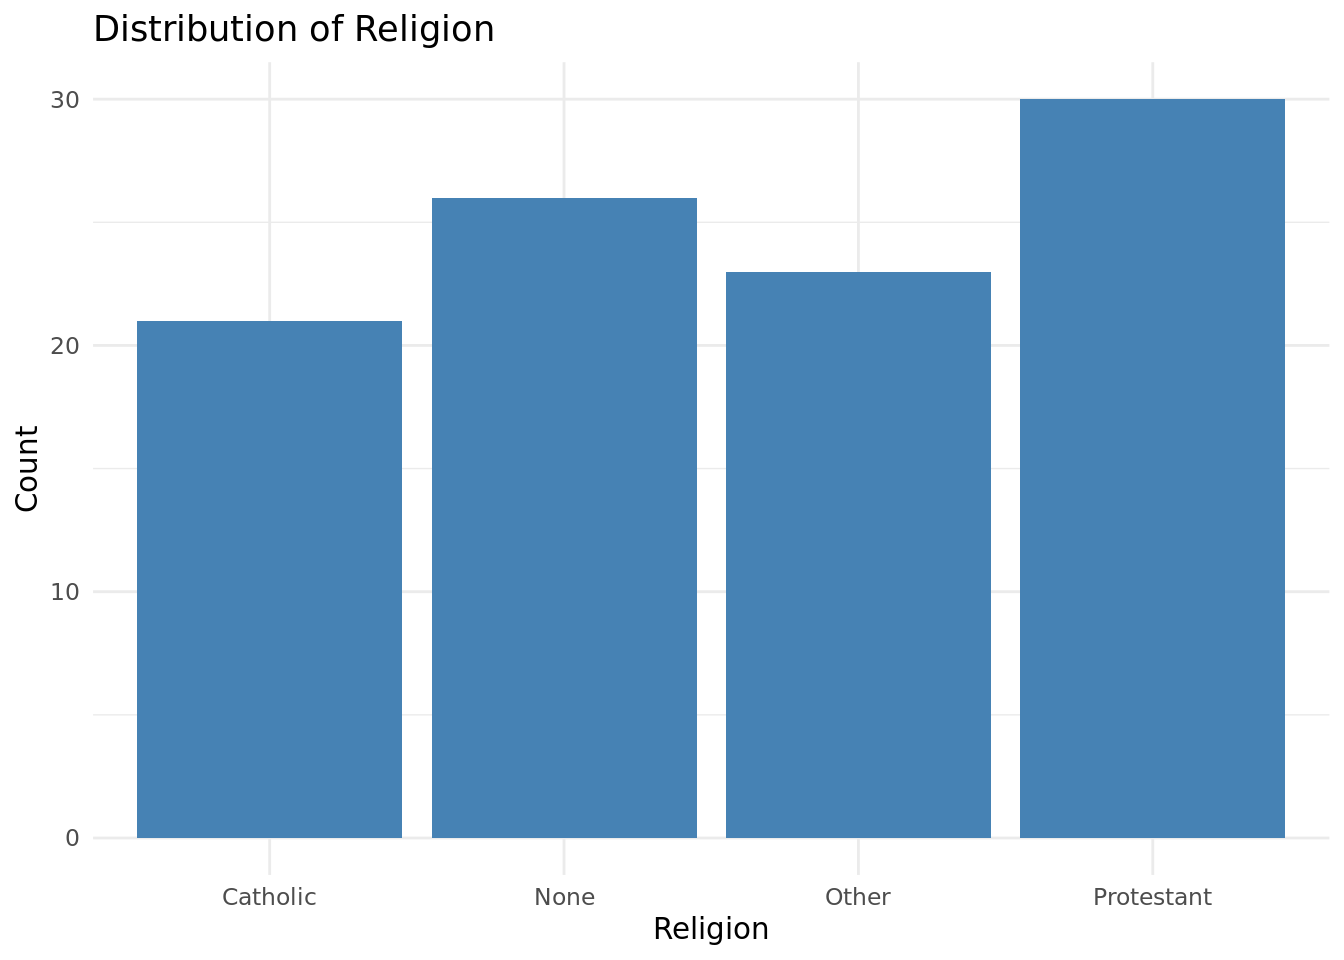 Distribution of Religion
30
20
10
0
Count
Catholic
None
Other
Protestant
Religion